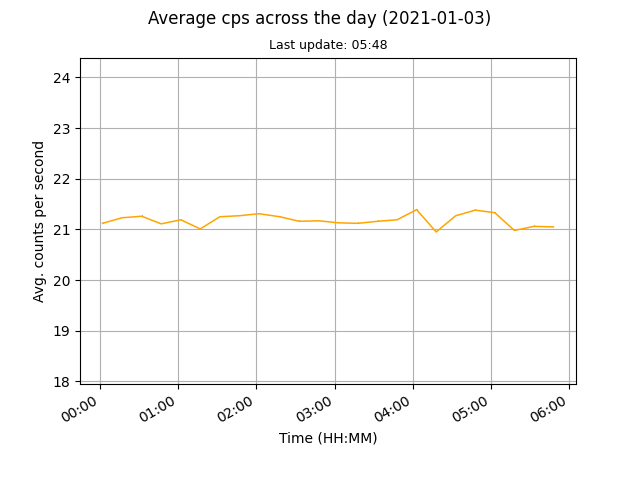 Average cps across the day (2021-01-03)
Last update: 05:48
24
23
22
21
20
19
18
Avg. counts per second
00:00 01:00 02:00 03:00 04:00 05:00 06:00
Time (HH:MM)